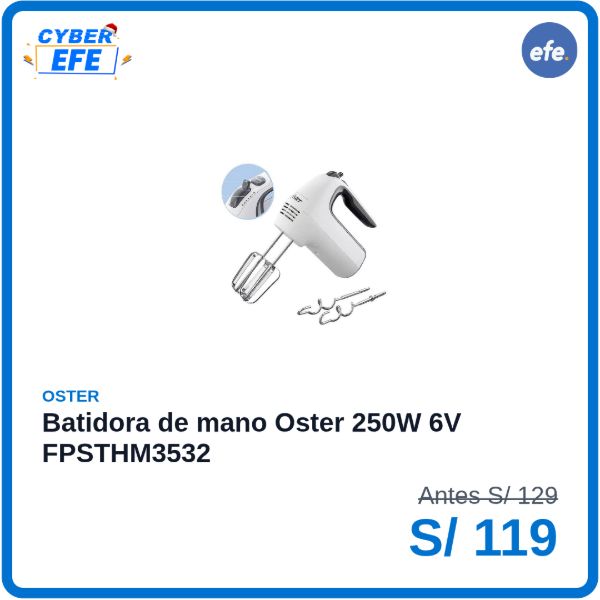 CYBER
EFE
efe.
OSTER
Batidora de mano Oster 250W 6V
FPSTHM3532
Antes S/ 129
S/ 119